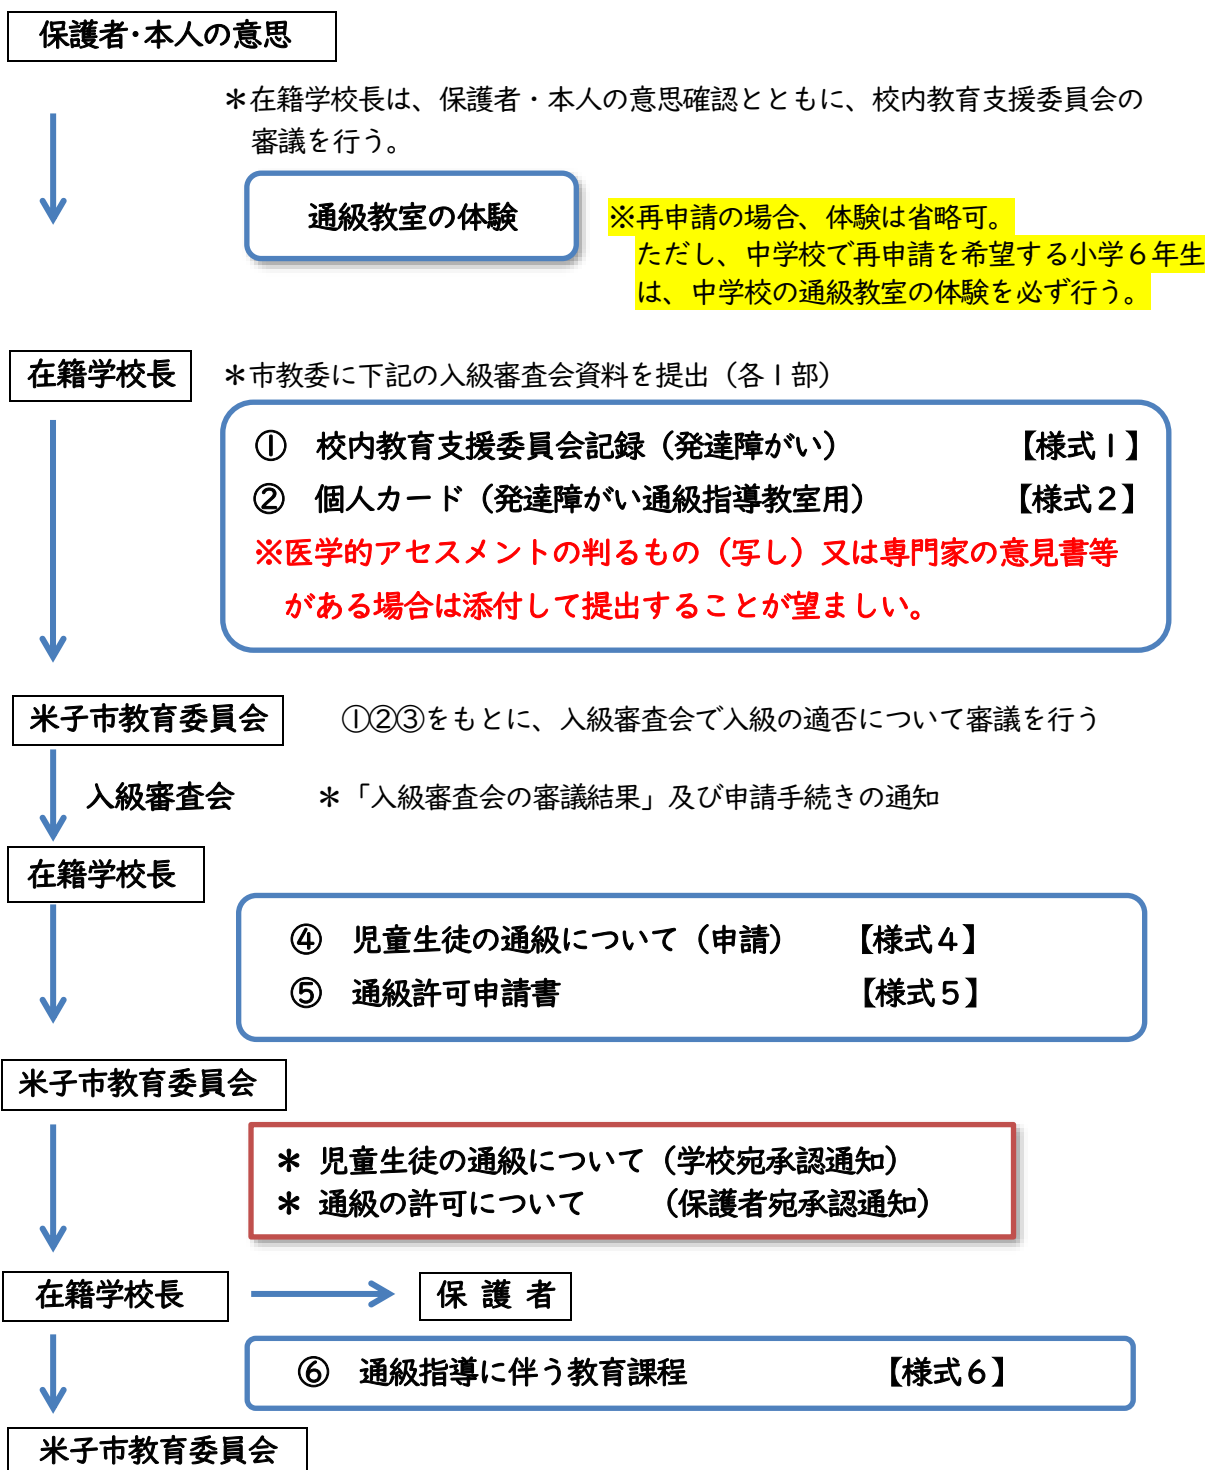 保護者・本人の意思
＊在籍学校長は、保護者・本人の意思確認とともに、校内教育支援委員会の
審議を行う。
通級教室の体験
※再申請の場合、体験は省略可。
ただし、中学校で再申請を希望する小学６年生
は、中学校の通級教室の体験を必ず行う。
在籍学校長
＊市教委に下記の入級審査会資料を提出（各１部）
①　校内教育支援委員会記録（発達障がい）　【様式１】
②　個人カード（発達障がい通級指導教室用）　【様式２】
※医学的アセスメントの判るもの（写し）又は専門家の意見書等
がある場合は添付して提出することが望ましい。
米子市教育委員会
①②③をもとに、入級審査会で入級の適否について審議を行う
入級審査会
＊「入級審査会の審議結果」及び申請手続きの通知
在籍学校長
④　児童生徒の通級について（申請）　【様式４】
⑤　通級許可申請書　【様式５】
米子市教育委員会
＊ 児童生徒の通級について（学校宛承認通知）
＊ 通級の許可について　（保護者宛承認通知）
在籍学校長
保 護 者
⑥　通級指導に伴う教育課程　【様式６】
米子市教育委員会